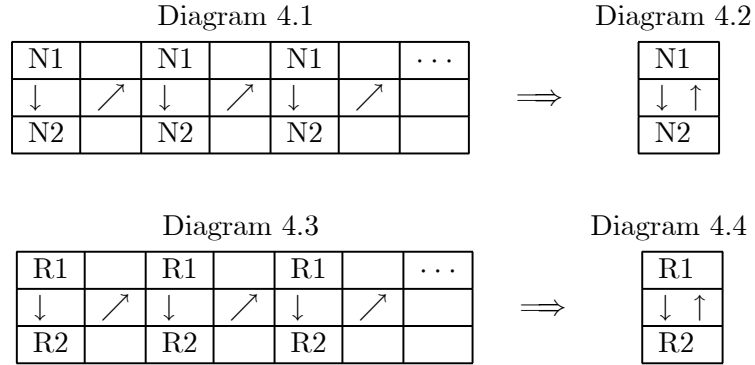 Diagram 4.1 Diagram 4.2
N1 N1 N1 ··· N1
↓ ↗ ↓ ↗ ↓ ↗ ⟹ ↓ ↑
N2 N2 N2 N2
Diagram 4.3 Diagram 4.4
R1 R1 R1 ··· R1
↓ ↗ ↓ ↗ ↓ ↗ ⟹ ↓ ↑
R2 R2 R2 R2